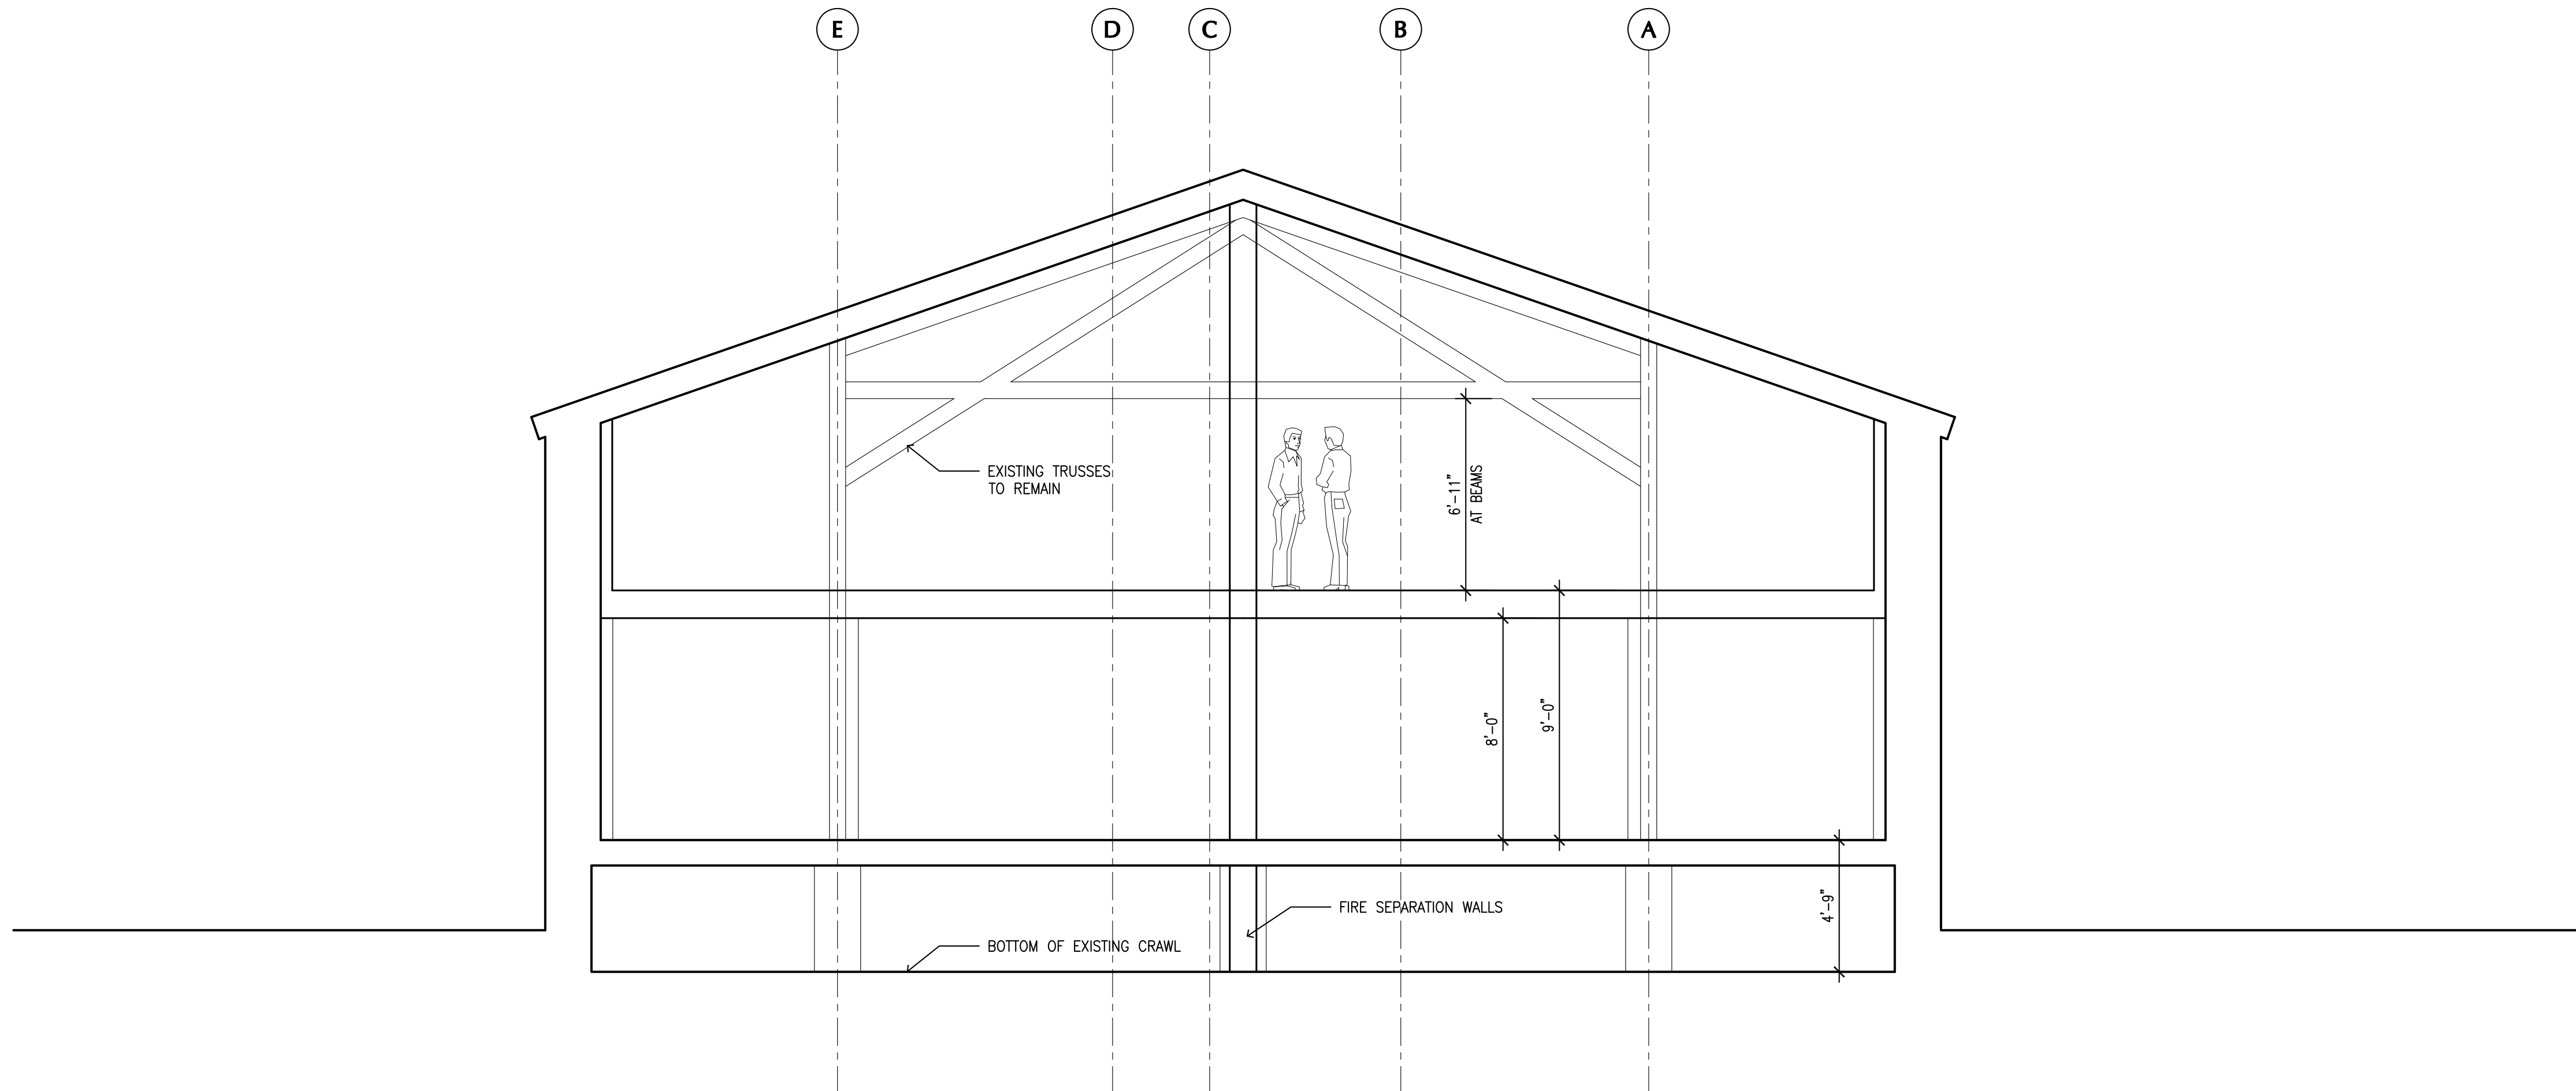 E
D
C
B
A
EXISTING TRUSSES
TO REMAIN
6'-11"
AT BEAMS
8'-0"
9'-0"
4'-9"
FIRE SEPARATION WALLS
BOTTOM OF EXISTING CRAWL